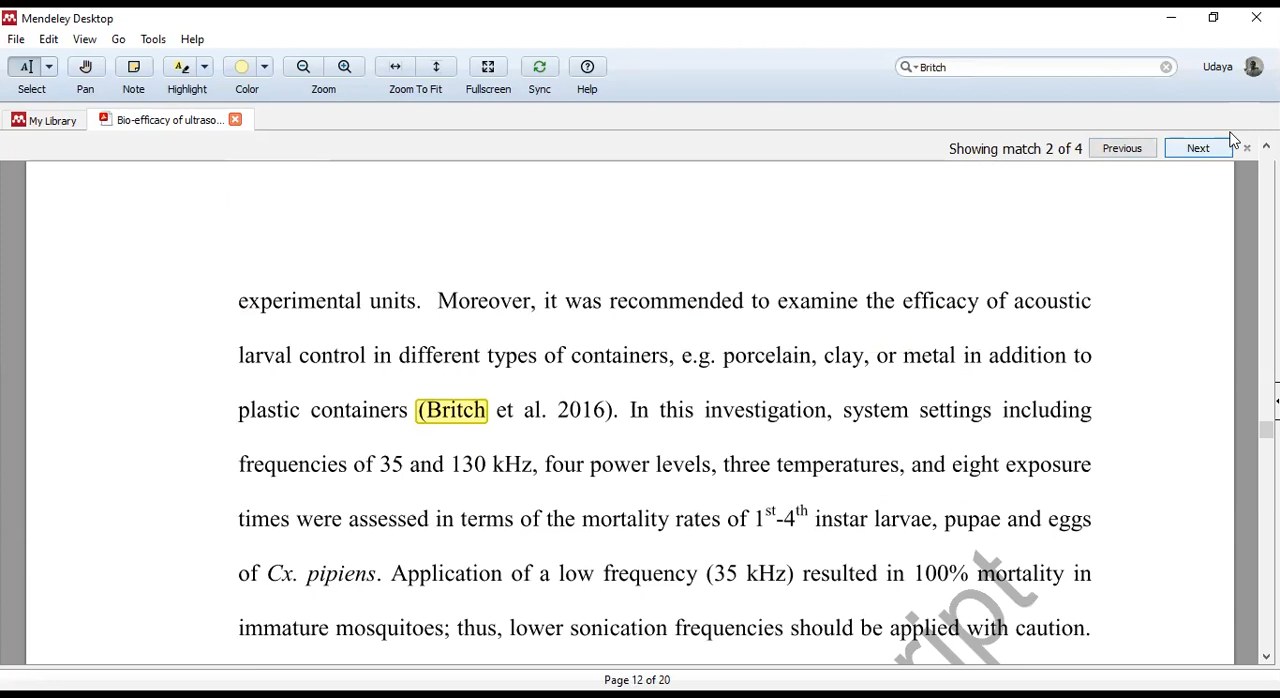 Mendeley Desktop
File Edit View Go Tools Help
Select Pan Note Highlight Color Zoom Zoom To Fit Fullscreen Sync Help
Britch
Udaya
My Library Bio-efficacy of ultraso...
Showing match 2 of 4 Previous Next
experimental units. Moreover, it was recommended to examine the efficacy of acoustic
larval control in different types of containers, e.g. porcelain, clay, or metal in addition to
plastic containers (Britch et al. 2016). In this investigation, system settings including
frequencies of 35 and 130 kHz, four power levels, three temperatures, and eight exposure
times were assessed in terms of the mortality rates of 1st-4th instar larvae, pupae and eggs
of Cx. pipiens. Application of a low frequency (35 kHz) resulted in 100% mortality in
immature mosquitoes; thus, lower sonication frequencies should be applied with caution.
ript
Page 12 of 20